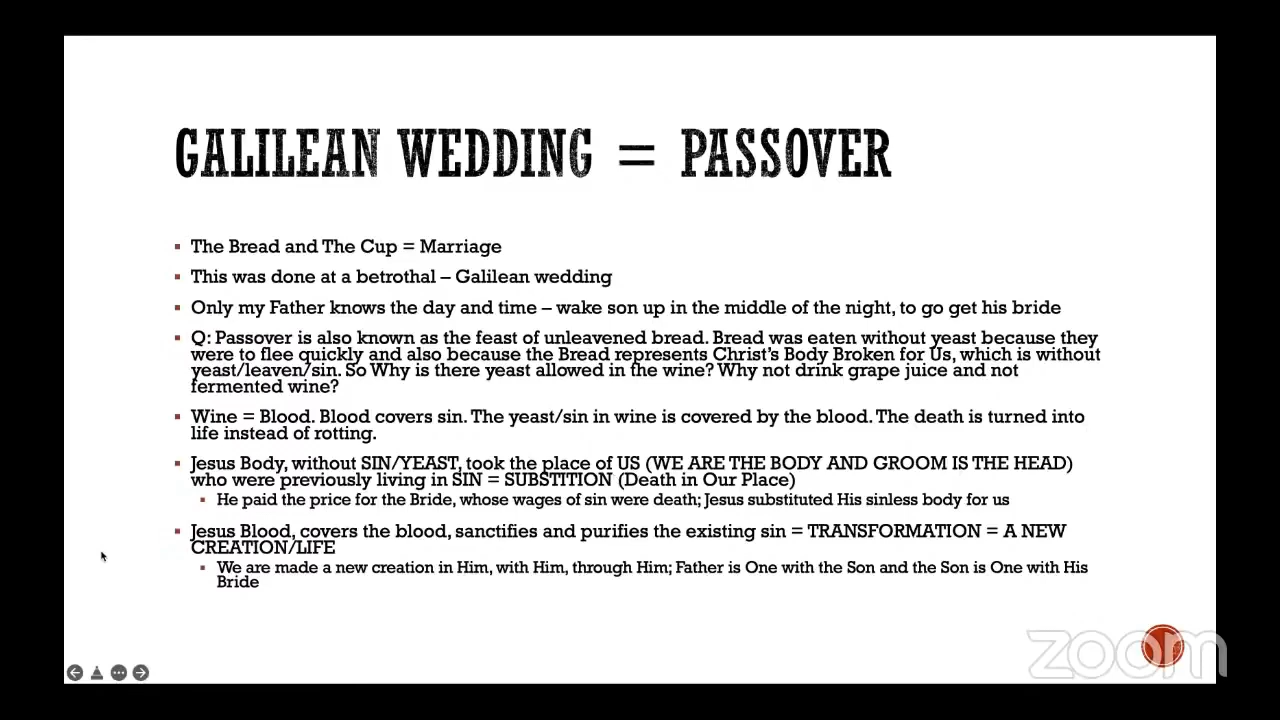 GALILEAN WEDDING = PASSOVER
The Bread and The Cup = Marriage
This was done at a betrothal – Galilean wedding
Only my Father knows the day and time – wake son up in the middle of the night, to go get his bride
Q: Passover is also known as the feast of unleavened bread. Bread was eaten without yeast because they
were to flee quickly and also because the Bread represents Christ's Body Broken for Us, which is without
yeast/leaven/sin. So Why is there yeast allowed in the wine? Why not drink grape juice and not
fermented wine?
Wine = Blood. Blood covers sin. The yeast/sin in wine is covered by the blood. The death is turned into
life instead of rotting.
Jesus Body, without SIN/YEAST, took the place of US (WE ARE THE BODY AND GROOM IS THE HEAD)
who were previously living in SIN = SUBSTITION (Death in Our Place)
He paid the price for the Bride, whose wages of sin were death; Jesus substituted His sinless body for us
Jesus Blood, covers the blood, sanctifies and purifies the existing sin = TRANSFORMATION = A NEW
CREATION/LIFE
We are made a new creation in Him, with Him, through Him; Father is One with the Son and the Son is One with His
Bride
zoom